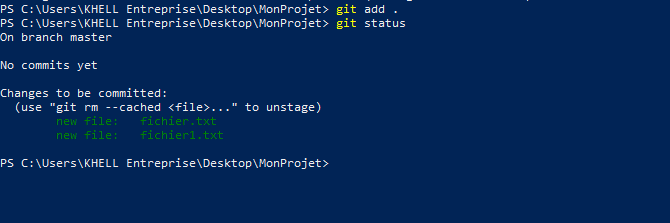 PS C:\Users\KHELL Entreprise\Desktop\MonProjet> git add .
PS C:\Users\KHELL Entreprise\Desktop\MonProjet> git status
On branch master
No commits yet
Changes to be committed:
(use "git rm --cached <file>..." to unstage)
new file: fichier.txt
new file: fichier1.txt
PS C:\Users\KHELL Entreprise\Desktop\MonProjet>